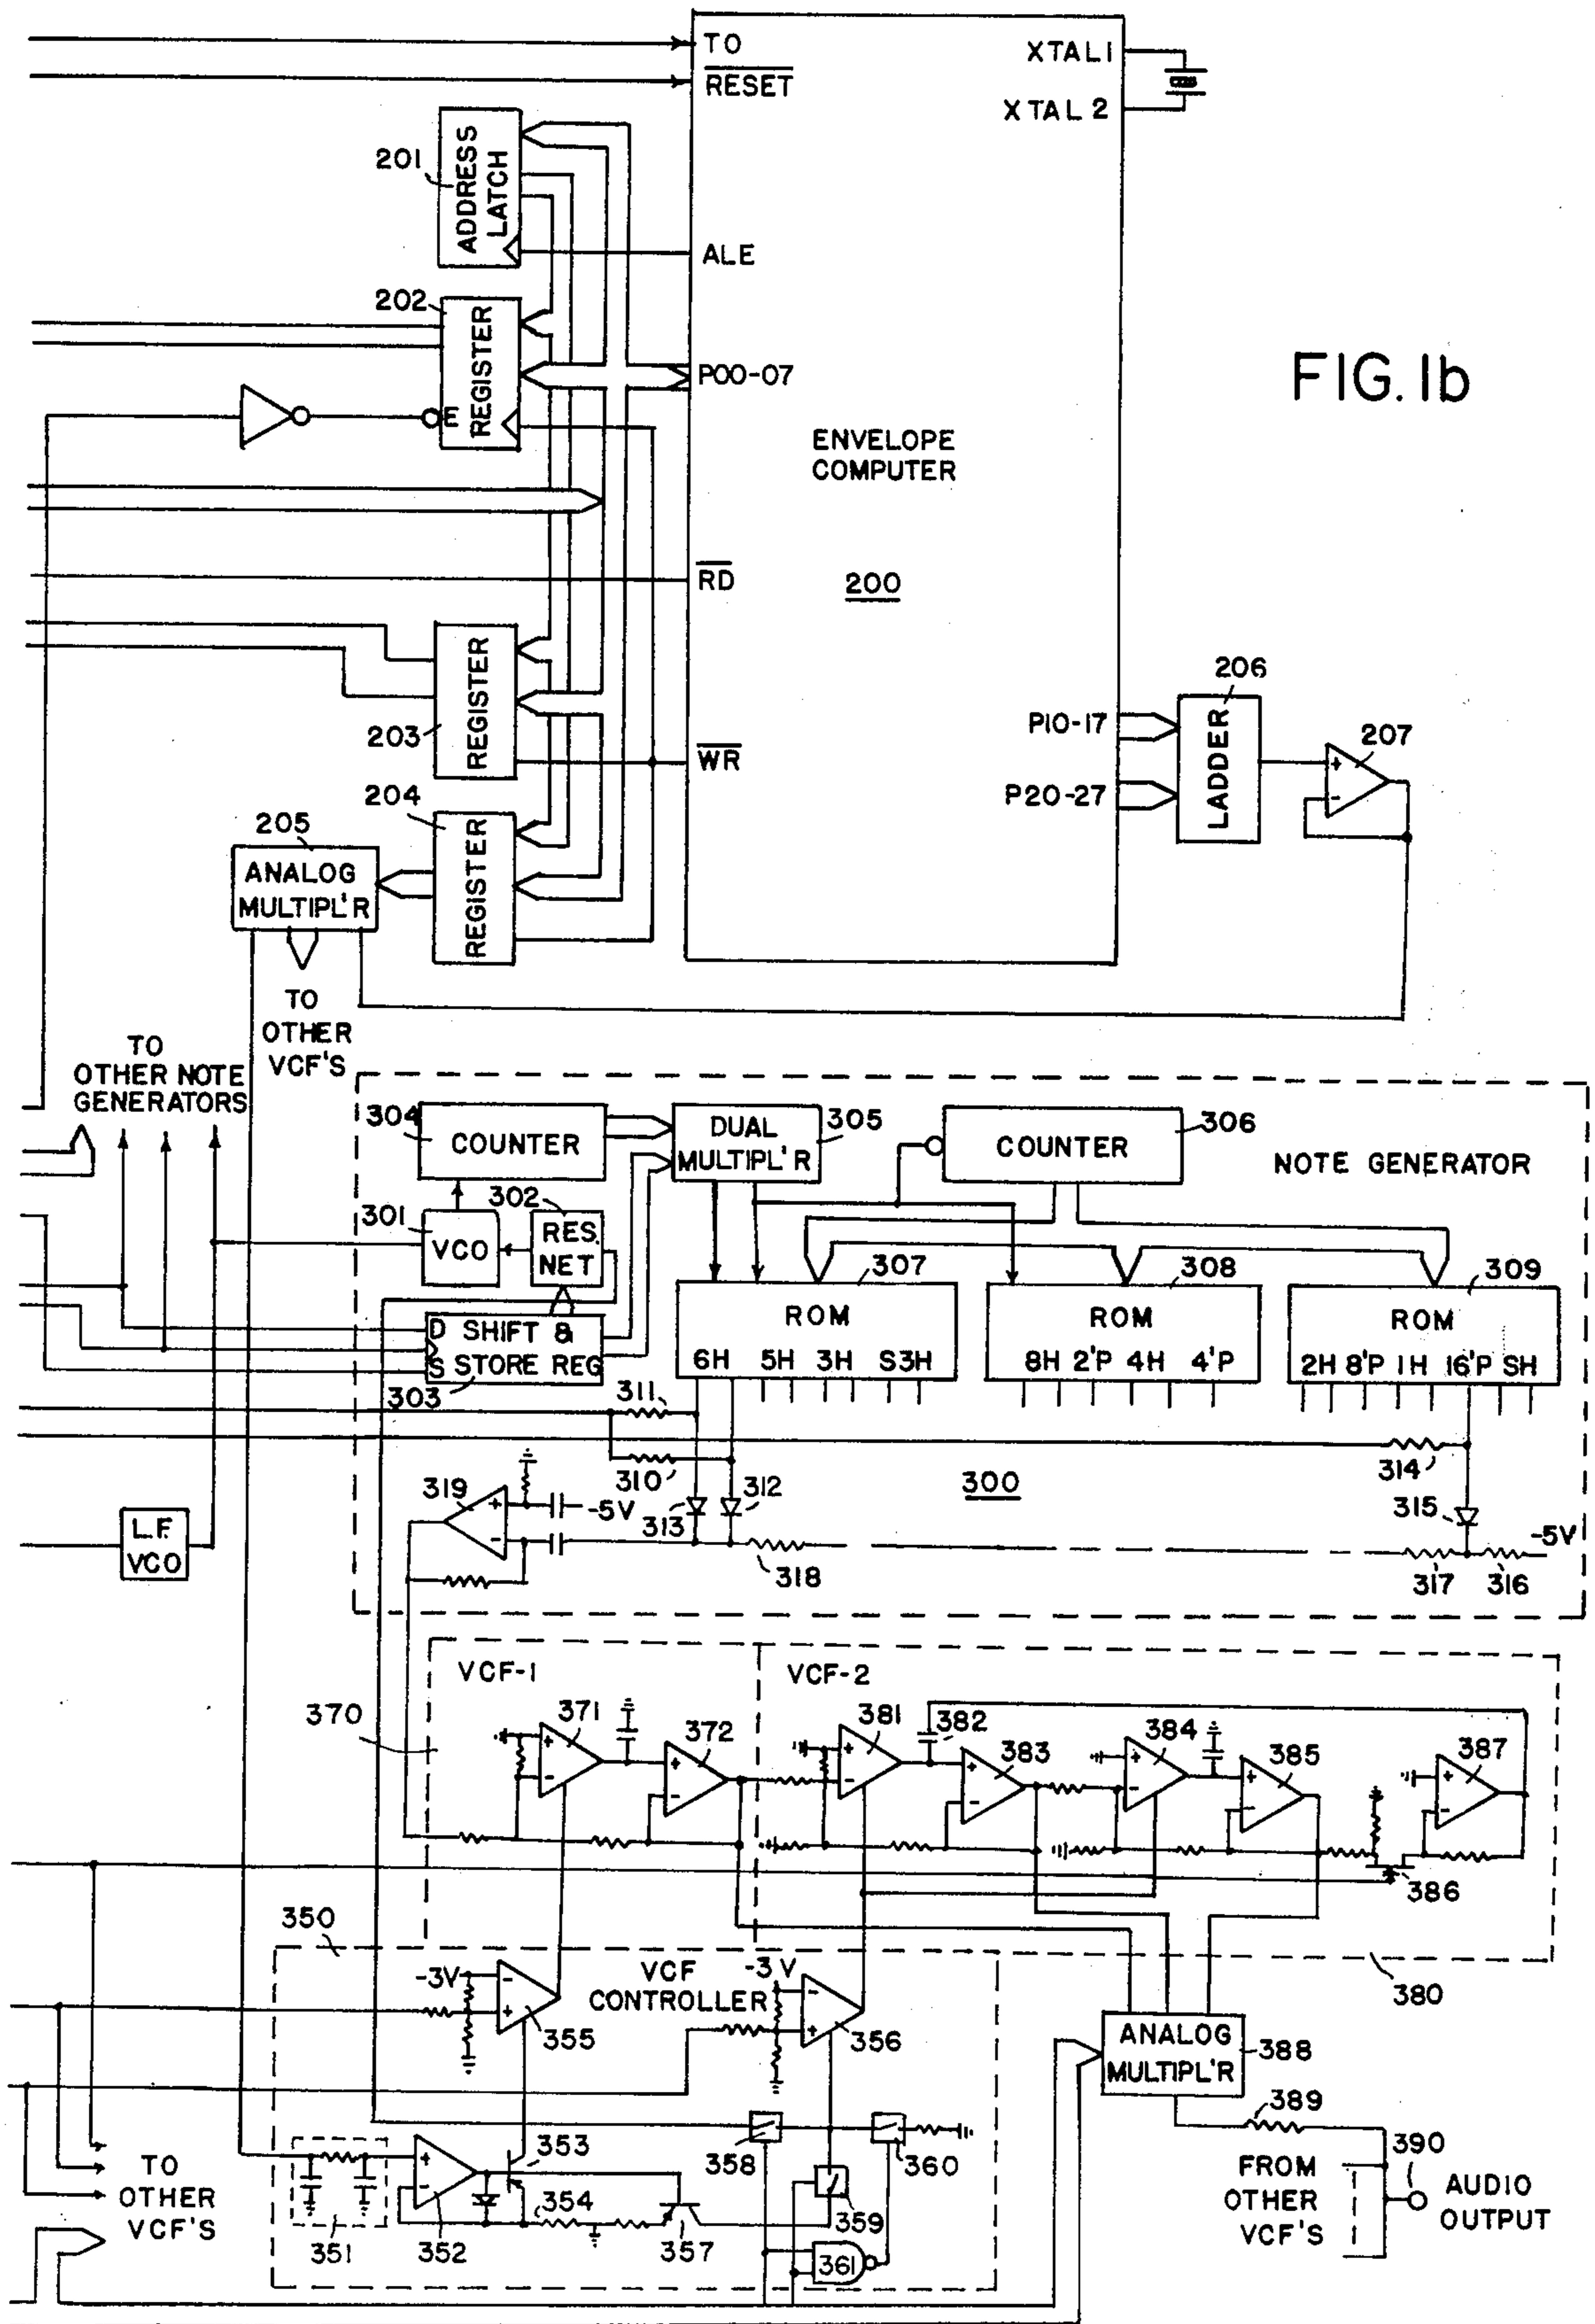 TO
RESET
XTAL1
XTAL 2
201
ADDRESS
LATCH
ALE
202
REGISTER
E
P00-07
FIG. 1b
ENVELOPE
COMPUTER
200
RD
REGISTER
203
WR
P10-17
P20-27
206
LADDER
207
+
-
204
REGISTER
205
ANALOG
MULTIPL'R
TO
OTHER
VCF'S
TO
OTHER NOTE
GENERATORS
304
COUNTER
DUAL
MULTIPL'R
305
COUNTER
306
NOTE GENERATOR
301
VCO
302
RES.
NET
307
ROM
6H 5H 3H S3H
308
ROM
8H 2'P 4H 4'P
309
ROM
2H 8'P 1H 16'P SH
D SHIFT &
S STORE REG
303
311
310
312
313
300
314
315
-5V
319
+
-
-5V
318
317
316
L.F.
VCO
VCF-1
VCF-2
370
371
+
-
372
+
-
381
+
-
382
383
+
-
384
+
-
385
+
-
387
+
-
386
350
-3V
-
+
355
VCF
CONTROLLER
-3V
-
+
356
380
ANALOG
MULTIPL'R
388
389
358
360
359
353
+
-
354
351
352
357
361
TO
OTHER
VCF'S
FROM
OTHER
VCF'S
390
AUDIO
OUTPUT